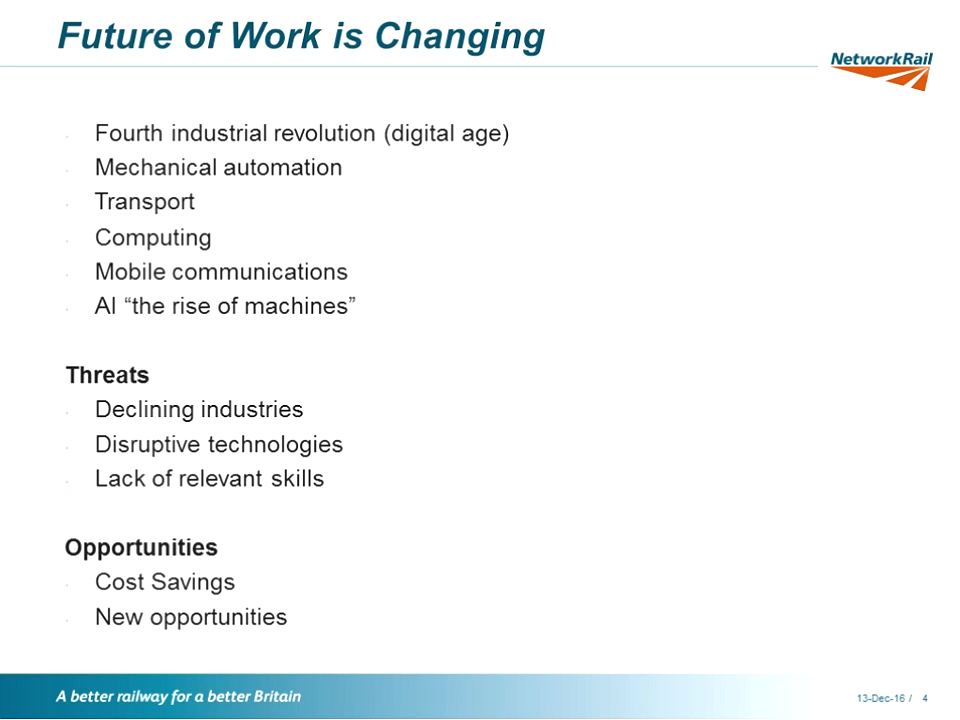 Future of Work is Changing
NetworkRail
Fourth industrial revolution (digital age)
Mechanical automation
Transport
Computing
Mobile communications
AI “the rise of machines”
Threats
Declining industries
Disruptive technologies
Lack of relevant skills
Opportunities
Cost Savings
New opportunities
A better railway for a better Britain
13-Dec-16 / 4